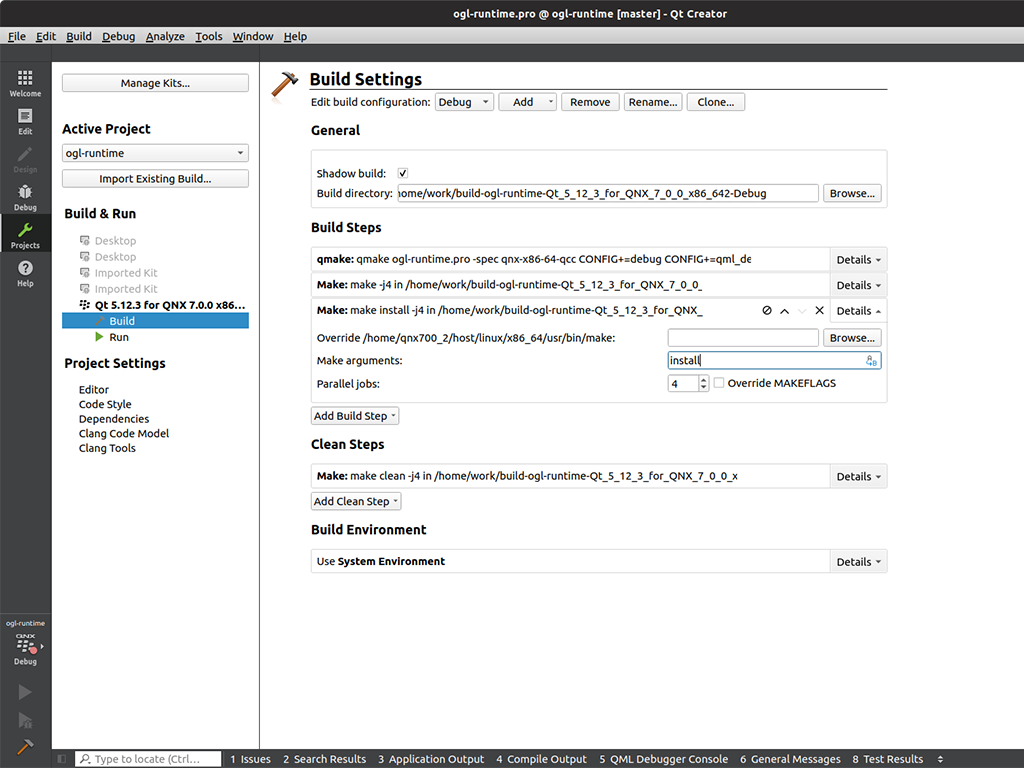 ogl-runtime.pro @ ogl-runtime [master] - Qt Creator
File Edit Build Debug Analyze Tools Window Help
Welcome
Edit
Design
Debug
Projects
Help
ogl-runtime
QNX
Debug
Manage Kits...
Active Project
ogl-runtime
Import Existing Build...
Build & Run
Desktop
Desktop
Imported Kit
Imported Kit
Qt 5.12.3 for QNX 7.0.0 x86...
Build
Run
Project Settings
Editor
Code Style
Dependencies
Clang Code Model
Clang Tools
Build Settings
Edit build configuration: Debug Add Remove Rename... Clone...
General
Shadow build:
Build directory: home/work/build-ogl-runtime-Qt_5_12_3_for_QNX_7_0_0_x86_642-Debug Browse...
Build Steps
qmake: qmake ogl-runtime.pro -spec qnx-x86-64-qcc CONFIG+=debug CONFIG+=qml_de Details
Make: make -j4 in /home/work/build-ogl-runtime-Qt_5_12_3_for_QNX_7_0_0_ Details
Make: make install -j4 in /home/work/build-ogl-runtime-Qt_5_12_3_for_QNX_ Details
Override /home/qnx700_2/host/linux/x86_64/usr/bin/make: Browse...
Make arguments: install
Parallel jobs: 4 Override MAKEFLAGS
Add Build Step
Clean Steps
Make: make clean -j4 in /home/work/build-ogl-runtime-Qt_5_12_3_for_QNX_7_0_0_x Details
Add Clean Step
Build Environment
Use System Environment Details
Type to locate (Ctrl... 1 Issues 2 Search Results 3 Application Output 4 Compile Output 5 QML Debugger Console 6 General Messages 8 Test Results